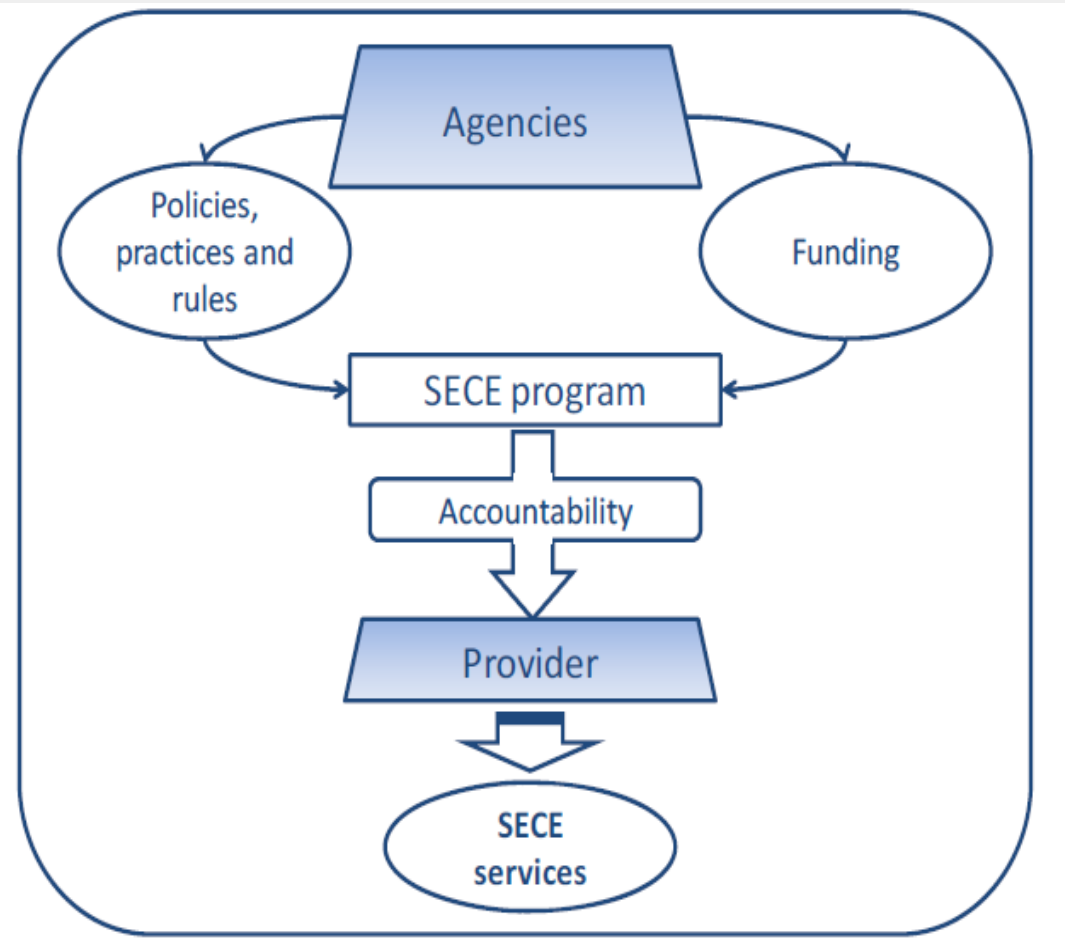 Agencies
Policies,
practices and
rules
Funding
SECE program
Accountability
Provider
SECE
services